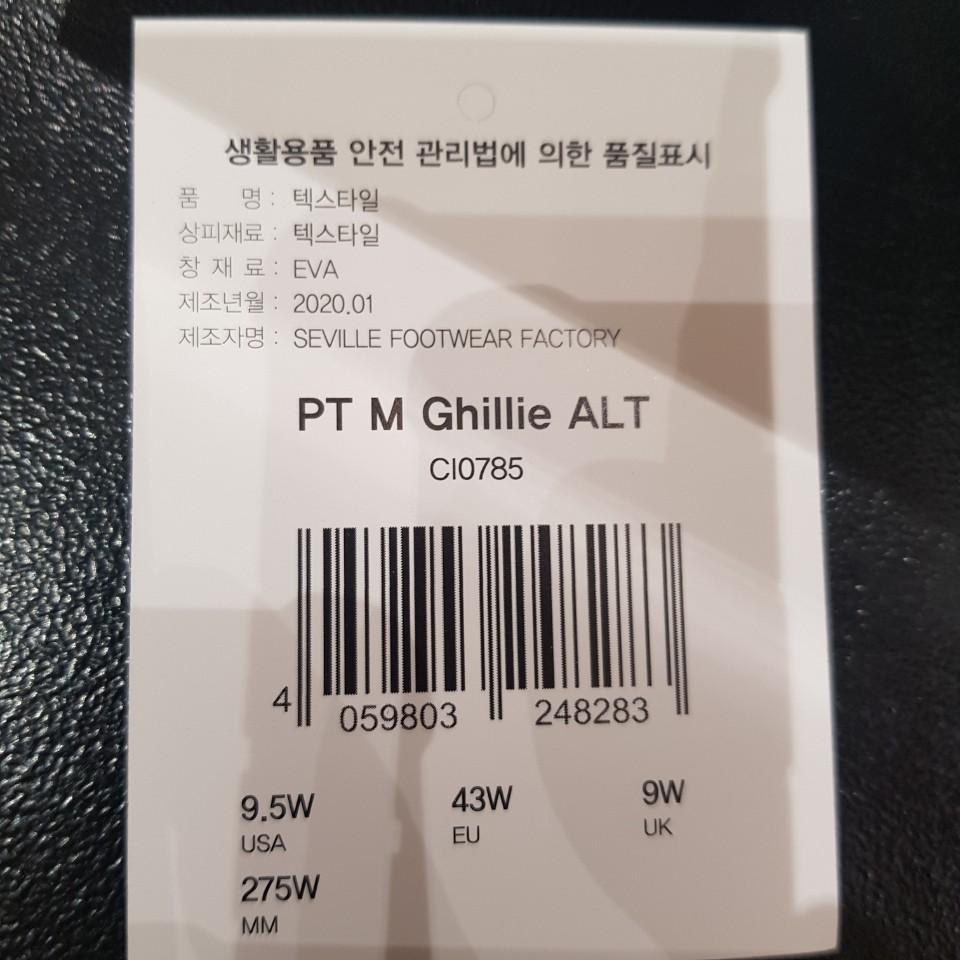 생활용품 안전 관리법에 의한 품질표시
품 명 : 텍스타일
상피재료 : 텍스타일
창 재 료 : EVA
제조년월 : 2020.01
제조자명 : SEVILLE FOOTWEAR FACTORY
PT M Ghillie ALT
CI0785
4 059803 248283
9.5W 43W 9W
USA EU UK
275W
MM